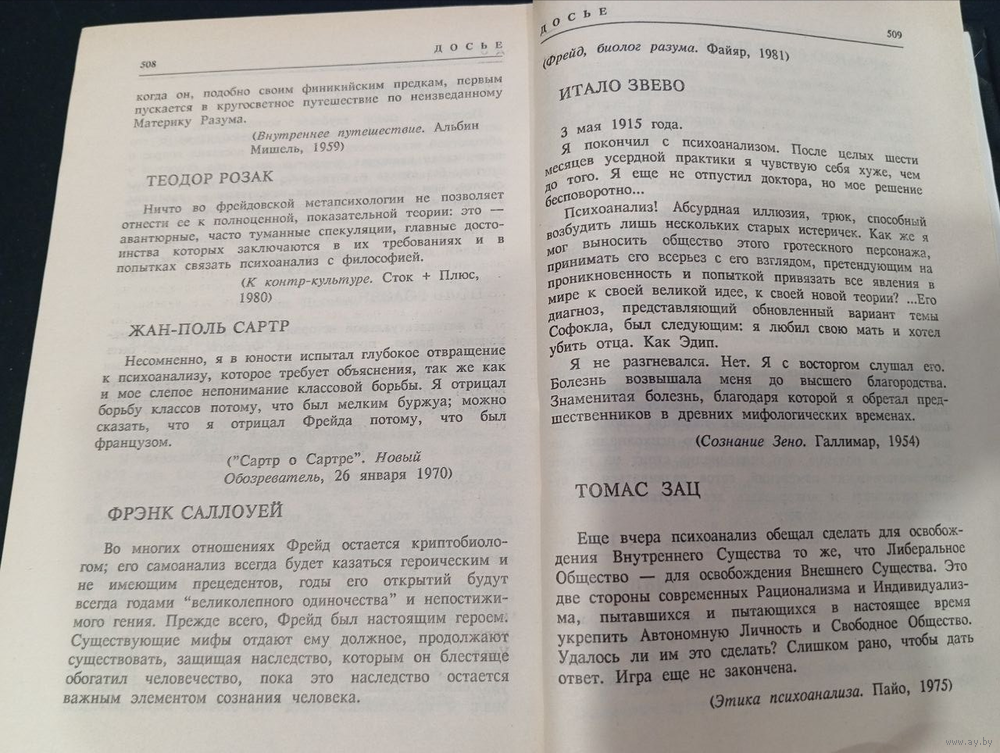 508
ДОСЬЕ
когда он, подобно своим финикийским предкам, первым
пускается в кругосветное путешествие по неизведанному
Материку Разума.
(Внутреннее путешествие. Альбин
Мишель, 1959)
ТЕОДОР РОЗАК
Ничто во фрейдовской метапсихологии не позволяет
отнести ее к полноценной, показательной теории: это —
авантюрные, часто туманные спекуляции, главные досто-
инства которых заключаются в их требованиях и в
попытках связать психоанализ с философией.
(К контр-культуре. Сток + Плюс,
1980)
ЖАН-ПОЛЬ САРТР
Несомненно, я в юности испытал глубокое отвращение
к психоанализу, которое требует объяснения, так же как
и мое слепое непонимание классовой борьбы. Я отрицал
борьбу классов потому, что был мелким буржуа; можно
сказать, что я отрицал Фрейда потому, что был
французом.
("Сартр о Сартре". Новый
Обозреватель, 26 января 1970)
ФРЭНК САЛЛОУЕЙ
Во многих отношениях Фрейд остается криптобиоло-
гом; его самоанализ всегда будет казаться героическим и
не имеющим прецедентов, годы его открытий будут
всегда годами “великолепного одиночества” и непостижи-
мого гения. Прежде всего, Фрейд был настоящим героем.
Существующие мифы отдают ему должное, продолжают
существовать, защищая наследство, которым он блестяще
обогатил человечество, пока это наследство остается
важным элементом сознания человека.
ДОСЬЕ
509
(Фрейд, биолог разума. Файяр, 1981)
ИТАЛО ЗВЕВО
3 мая 1915 года.
Я покончил с психоанализом. После целых шести
месяцев усердной практики я чувствую себя хуже, чем
до того. Я еще не отпустил доктора, но мое решение
бесповоротно...
Психоанализ! Абсурдная иллюзия, трюк, способный
возбудить лишь нескольких старых истеричек. Как же я
мог выносить общество этого гротескного персонажа,
принимать его всерьез с его взглядом, претендующим на
проникновенность и попыткой привязать все явления в
мире к своей великой идее, к своей новой теории? ...Его
диагноз, представляющий обновленный вариант темы
Софокла, был следующим: я любил свою мать и хотел
убить отца. Как Эдип.
Я не разгневался. Нет. Я с восторгом слушал его.
Болезнь возвышала меня до высшего благородства.
Знаменитая болезнь, благодаря которой я обретал пред-
шественников в древних мифологических временах.
(Сознание Зено. Галлимар, 1954)
ТОМАС ЗАЦ
Еще вчера психоанализ обещал сделать для освобож-
дения Внутреннего Существа то же, что Либеральное
Общество — для освобождения Внешнего Существа. Это
две стороны современных Рационализма и Индивидуализ-
ма, пытавшихся и пытающихся в настоящее время
укрепить Автономную Личность и Свободное Общество.
Удалось ли им это сделать? Слишком рано, чтобы дать
ответ. Игра еще не закончена.
(Этика психоанализа. Пайо, 1975)
www.ay.by